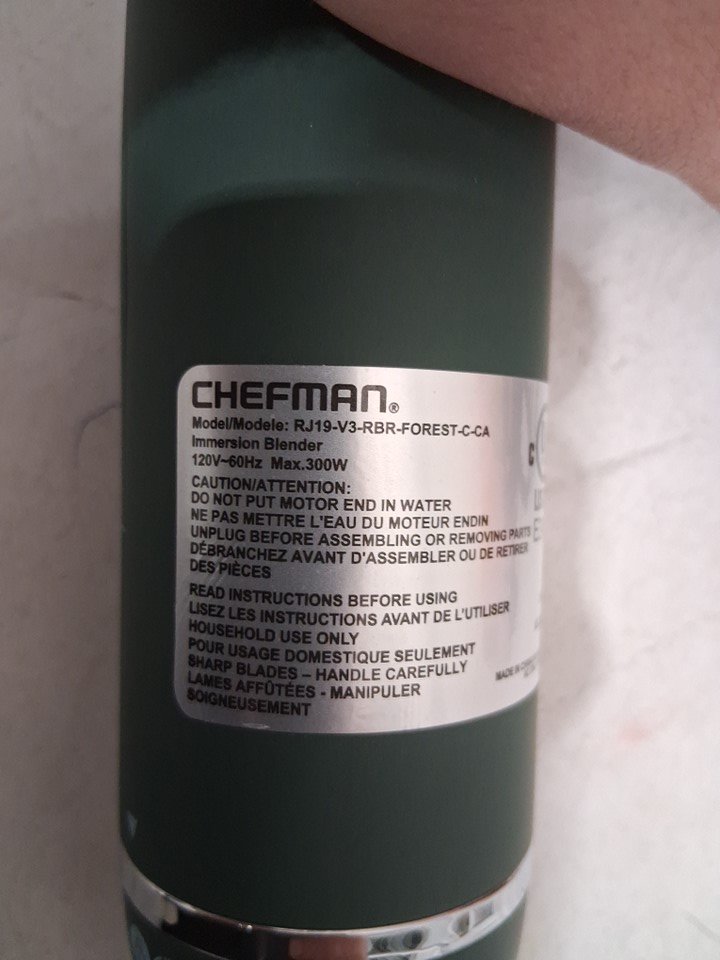 CHEFMAN®
Model/Modele: RJ19-V3-RBR-FOREST-C-CA
Immersion Blender
120V~60Hz Max.300W
CAUTION/ATTENTION:
DO NOT PUT MOTOR END IN WATER
NE PAS METTRE L'EAU DU MOTEUR ENDIN
UNPLUG BEFORE ASSEMBLING OR REMOVING PARTS
DÉBRANCHEZ AVANT D'ASSEMBLER OU DE RETIRER
DES PIÈCES
READ INSTRUCTIONS BEFORE USING
LISEZ LES INSTRUCTIONS AVANT DE L'UTILISER
HOUSEHOLD USE ONLY
POUR USAGE DOMESTIQUE SEULEMENT
SHARP BLADES – HANDLE CAREFULLY
LAMES AFFÛTÉES - MANIPULER
SOIGNEUSEMENT
C
MADE IN